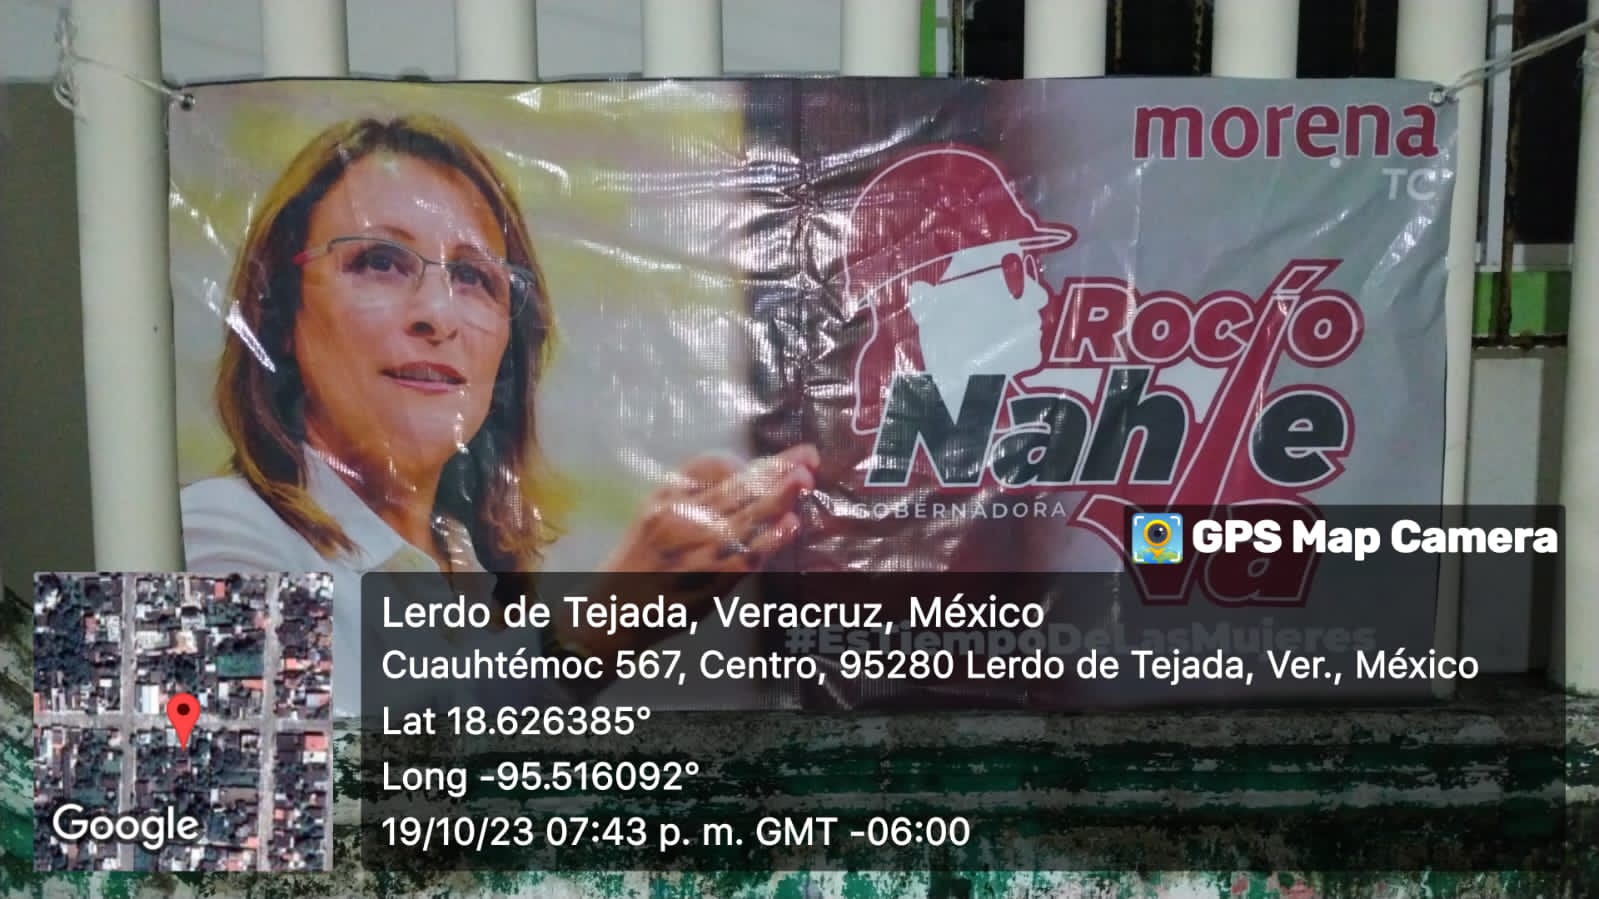 morena
TC
Rocío
Nahle
GOBERNADORA
Va
#EsTiempoDeLasMujeres
GPS Map Camera
Lerdo de Tejada, Veracruz, México
Cuauhtémoc 567, Centro, 95280 Lerdo de Tejada, Ver., México
Lat 18.626385°
Long -95.516092°
19/10/23 07:43 p. m. GMT -06:00
Google